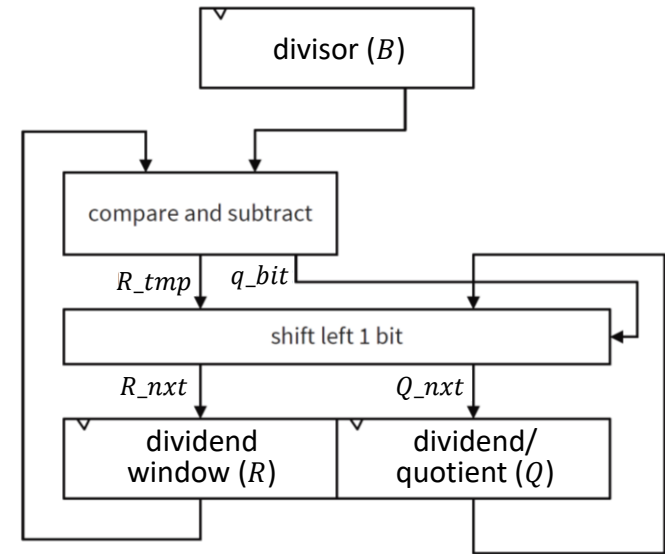 divisor (B)
compare and subtract
R_tmp
q_bit
shift left 1 bit
R_nxt
Q_nxt
dividend
window (R)
dividend/
quotient (Q)